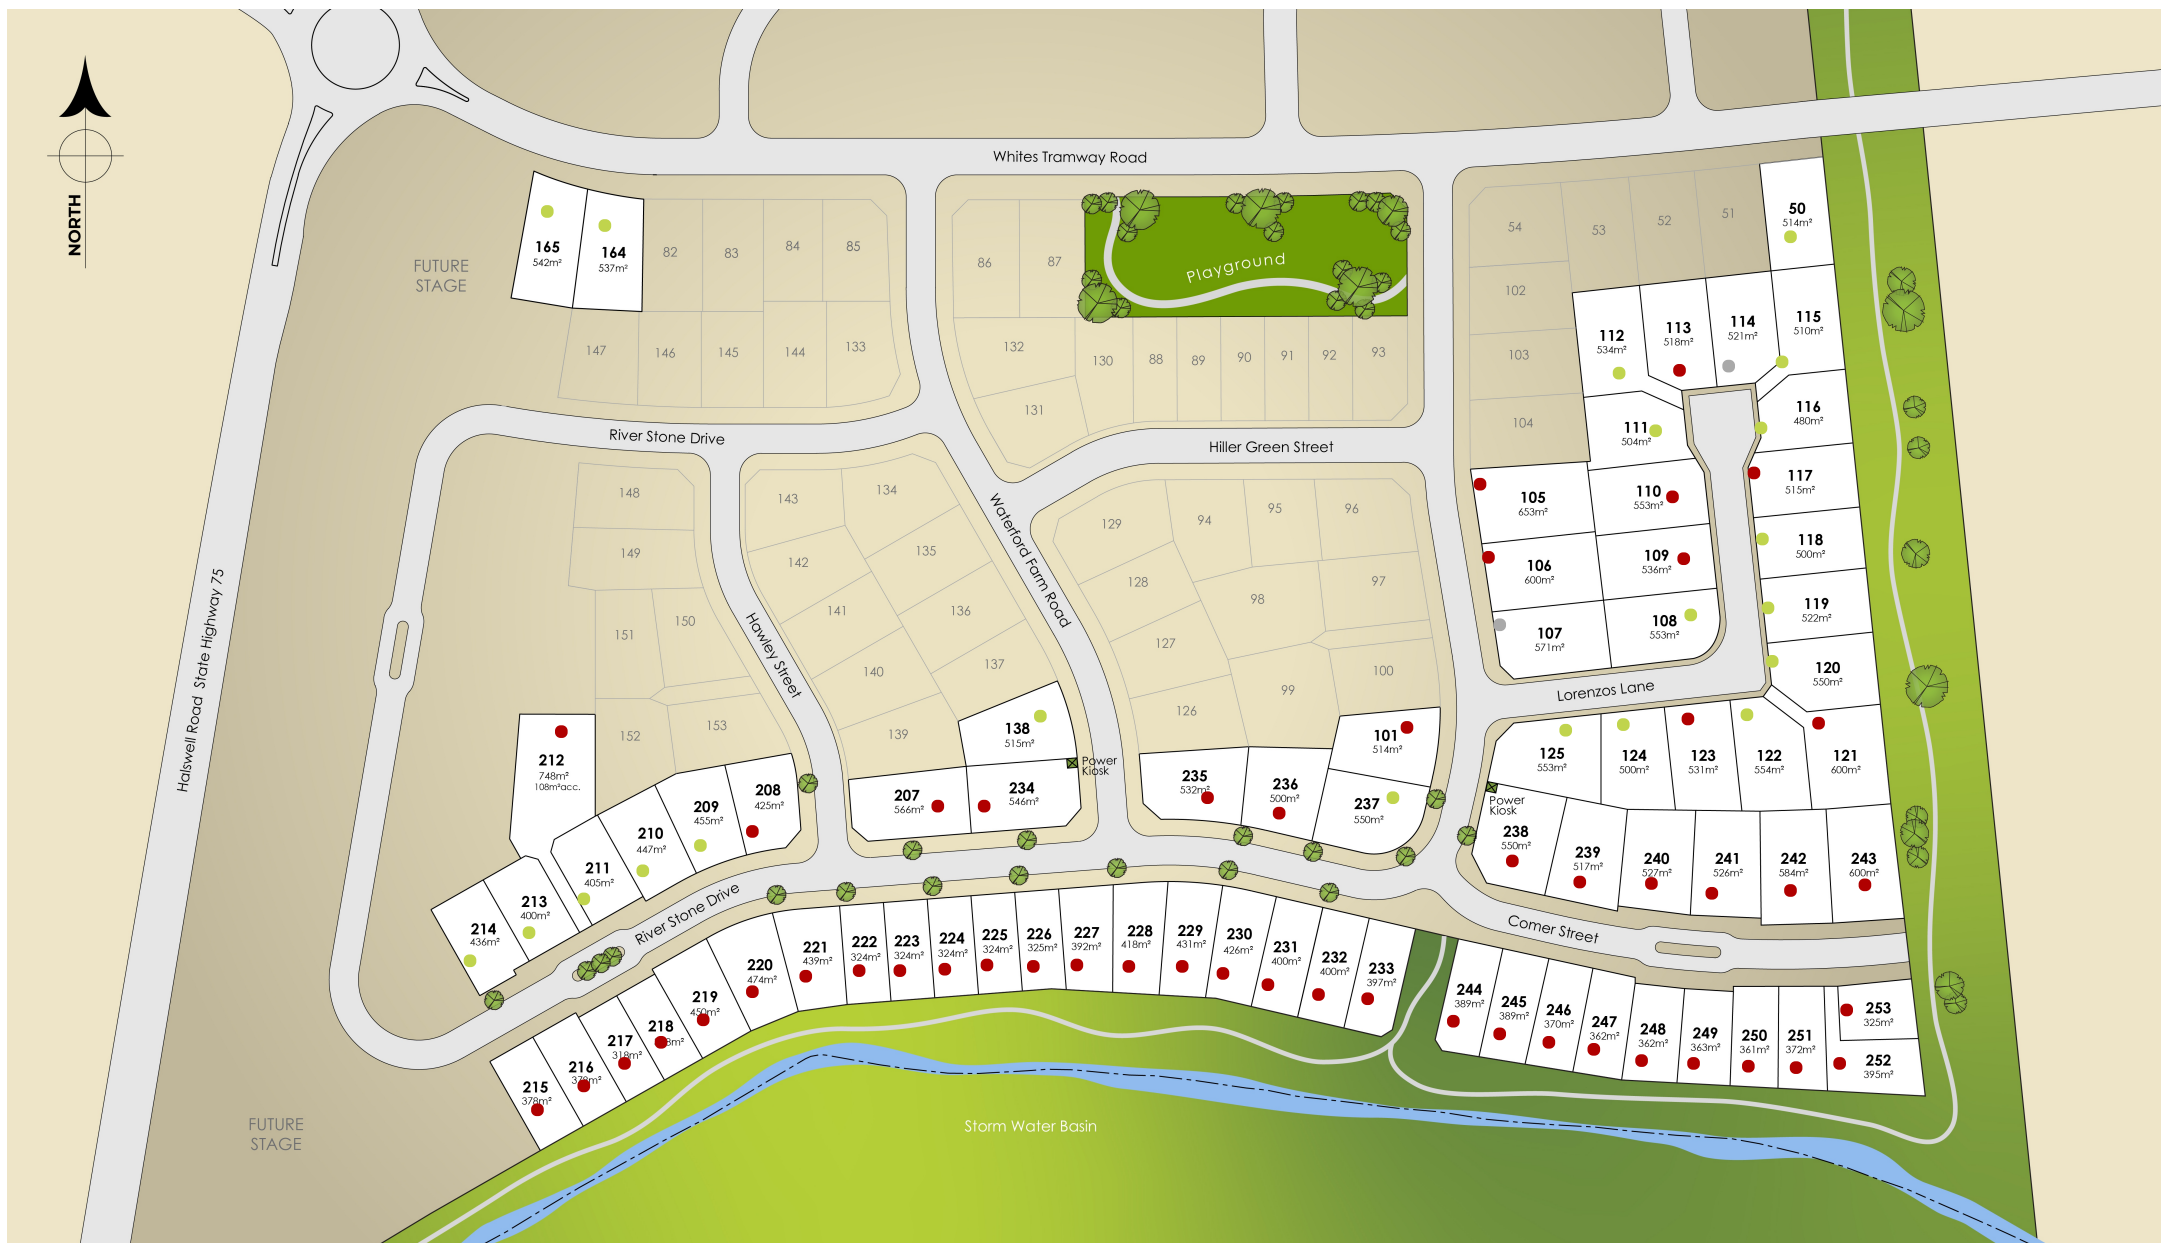 NORTH
Whites Tramway Road
Playground
FUTURE
STAGE
165
542m²
164
537m²
82
83
84
85
86
87
54
53
52
51
50
514m²
147
146
145
144
133
132
131
130
88
89
90
91
92
93
102
103
104
112
534m²
113
518m²
114
521m²
115
510m²
111
504m²
116
480m²
River Stone Drive
Hiller Green Street
148
149
150
151
152
153
143
134
142
135
141
136
140
137
139
Waterford Farm Road
Hawley Street
Halswell Road State Highway 75
129
94
95
96
128
98
97
127
99
100
126
105
653m²
110
553m²
117
515m²
106
600m²
109
536m²
118
500m²
107
571m²
108
553m²
119
522m²
120
550m²
Lorenzos Lane
138
515m²
Power
Kiosk
101
514m²
125
553m²
124
500m²
123
531m²
122
554m²
121
600m²
212
748m²
108m²acc.
211
405m²
210
447m²
209
455m²
208
425m²
207
566m²
234
546m²
235
532m²
236
500m²
237
550m²
Power
Kiosk
238
550m²
239
517m²
240
527m²
241
526m²
242
584m²
243
600m²
214
436m²
213
400m²
River Stone Drive
Comer Street
215
378m²
216
217
318m²
218
219
450m²
220
474m²
221
439m²
222
324m²
223
324m²
224
324m²
225
324m²
226
325m²
227
392m²
228
418m²
229
431m²
230
426m²
231
400m²
232
400m²
233
397m²
244
389m²
245
389m²
246
370m²
247
362m²
248
362m²
249
363m²
250
361m²
251
372m²
253
325m²
252
395m²
Storm Water Basin
FUTURE
STAGE